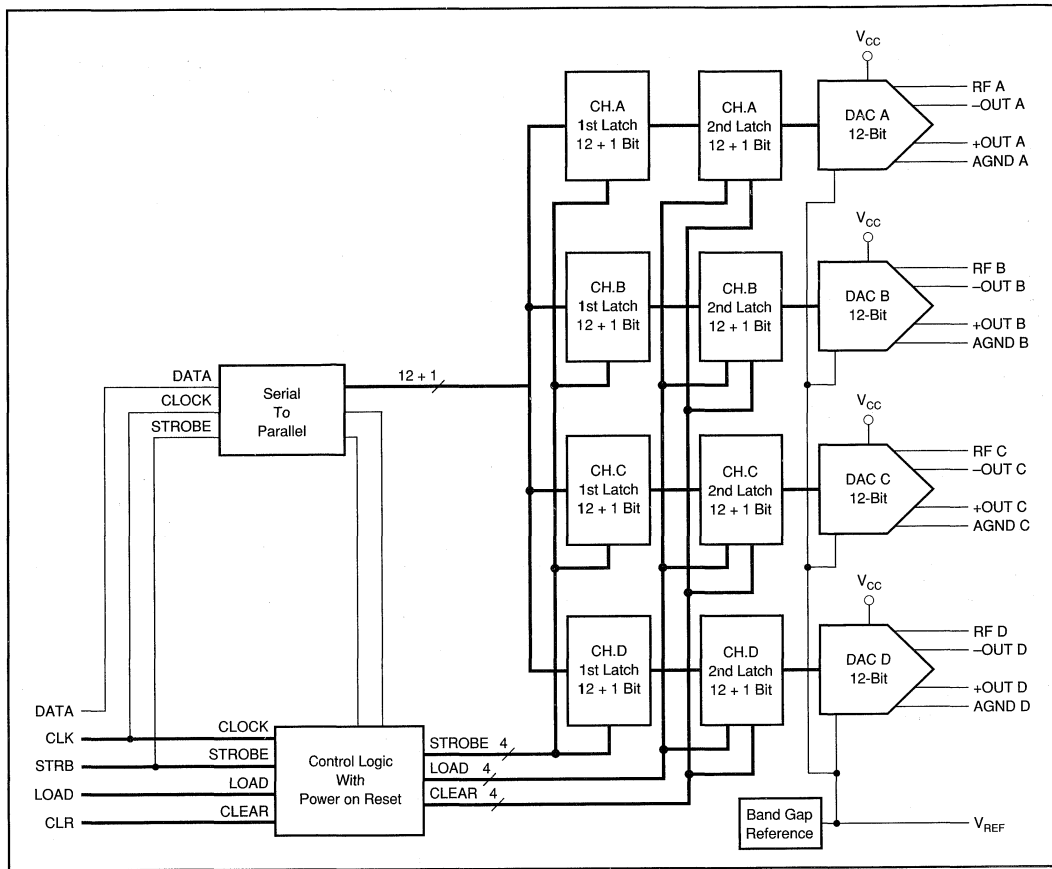 V_CC
CH.A
1st Latch
12 + 1 Bit
CH.A
2nd Latch
12 + 1 Bit
DAC A
12-Bit
RF A
–OUT A
+OUT A
AGND A
V_CC
CH.B
1st Latch
12 + 1 Bit
CH.B
2nd Latch
12 + 1 Bit
DAC B
12-Bit
RF B
–OUT B
+OUT B
AGND B
DATA
CLOCK
STROBE
Serial
To
Parallel
12 + 1
V_CC
CH.C
1st Latch
12 + 1 Bit
CH.C
2nd Latch
12 + 1 Bit
DAC C
12-Bit
RF C
–OUT C
+OUT C
AGND C
V_CC
CH.D
1st Latch
12 + 1 Bit
CH.D
2nd Latch
12 + 1 Bit
DAC D
12-Bit
RF D
–OUT D
+OUT D
AGND D
DATA
CLK
STRB
LOAD
CLR
CLOCK
STROBE
LOAD
CLEAR
Control Logic
With
Power on Reset
STROBE 4
LOAD 4
CLEAR 4
Band Gap
Reference
V_REF